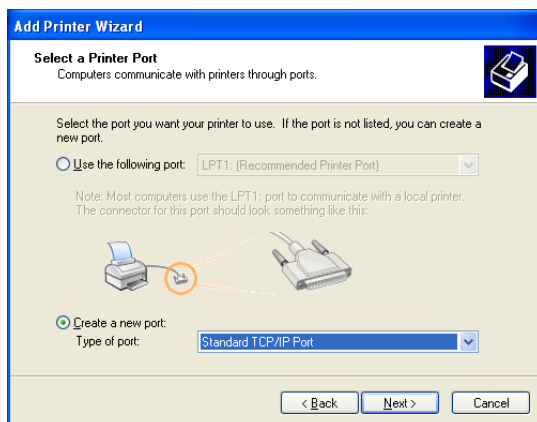 Add Printer Wizard
Select a Printer Port
Computers communicate with printers through ports.
Select the port you want your printer to use. If the port is not listed, you can create a
new port.
Use the following port: LPT1: (Recommended Printer Port)
Note: Most computers use the LPT1: port to communicate with a local printer.
The connector for this port should look something like this:
Create a new port:
Type of port: Standard TCP/IP Port
< Back Next > Cancel